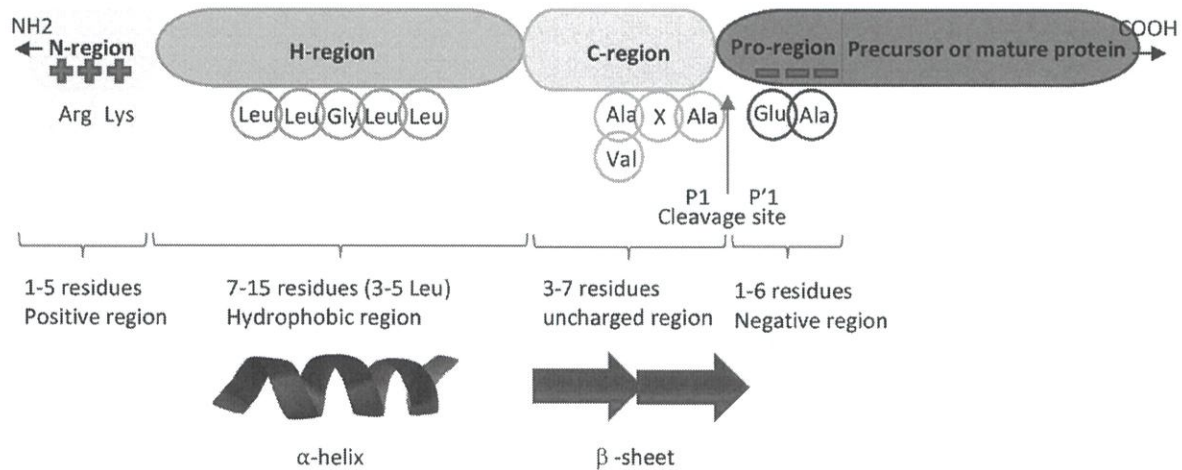 NH2
COOH
N-region
H-region
C-region
Pro-region
Precursor or mature protein
Arg Lys
Leu Leu Gly Leu Leu
Ala X Ala
Glu Ala
Val
P1 P'1
Cleavage site
1-5 residues
Positive region
7-15 residues (3-5 Leu)
Hydrophobic region
3-7 residues
uncharged region
1-6 residues
Negative region
α-helix
β -sheet